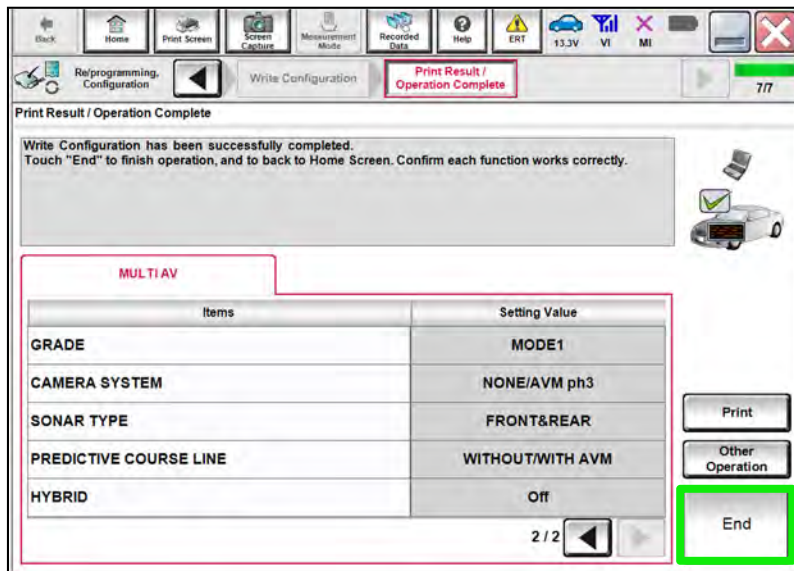 Back
Home
Print Screen
Screen
Capture
Measurement
Mode
Recorded
Data
Help
ERT
13.3V
VI
MI
Re/programming,
Configuration
Write Configuration
Print Result /
Operation Complete
7/7
Print Result / Operation Complete
Write Configuration has been successfully completed.
Touch "End" to finish operation, and to back to Home Screen. Confirm each function works correctly.
MULTI AV
Items Setting Value
GRADE MODE1
CAMERA SYSTEM NONE/AVM ph3
SONAR TYPE FRONT&REAR
PREDICTIVE COURSE LINE WITHOUT/WITH AVM
HYBRID Off
2 / 2
Print
Other
Operation
End